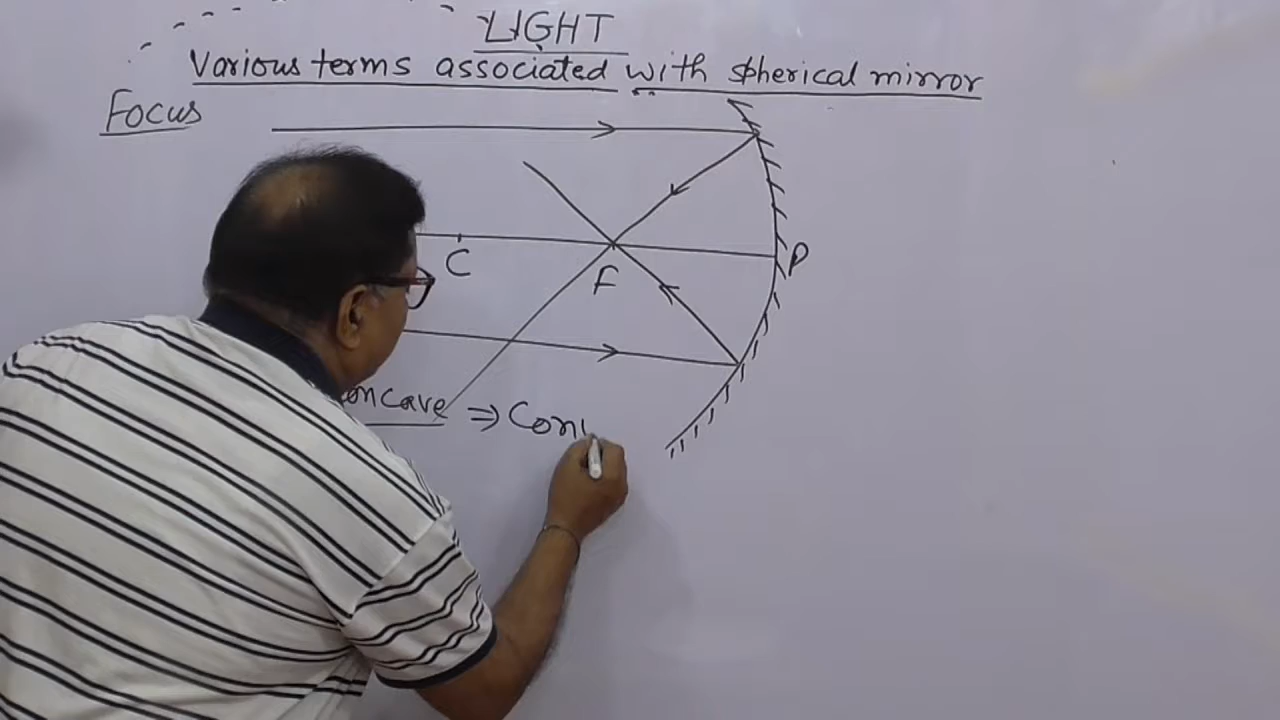 LIGHT
Various terms associated with spherical mirror
Focus
C
F
P
oncave ⇒ Con